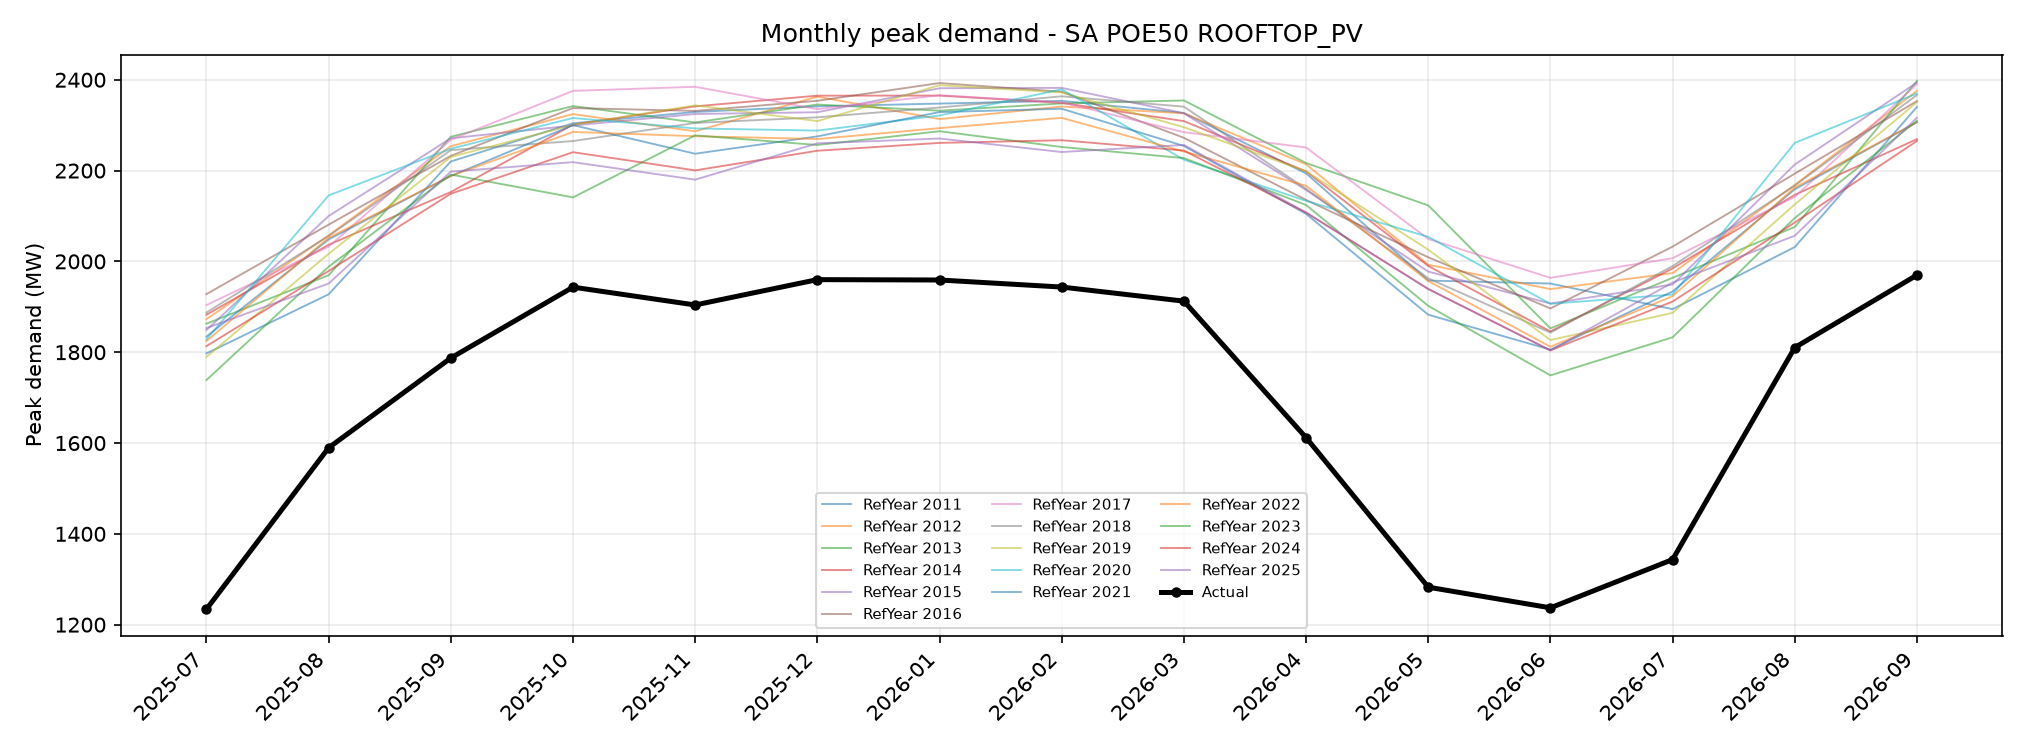 Monthly peak demand - SA POE50 ROOFTOP_PV
Peak demand (MW)
2400
2200
2000
1800
1600
1400
1200
RefYear 2011
RefYear 2012
RefYear 2013
RefYear 2014
RefYear 2015
RefYear 2016
RefYear 2017
RefYear 2018
RefYear 2019
RefYear 2020
RefYear 2021
RefYear 2022
RefYear 2023
RefYear 2024
RefYear 2025
Actual
2025-07
2025-08
2025-09
2025-10
2025-11
2025-12
2026-01
2026-02
2026-03
2026-04
2026-05
2026-06
2026-07
2026-08
2026-09